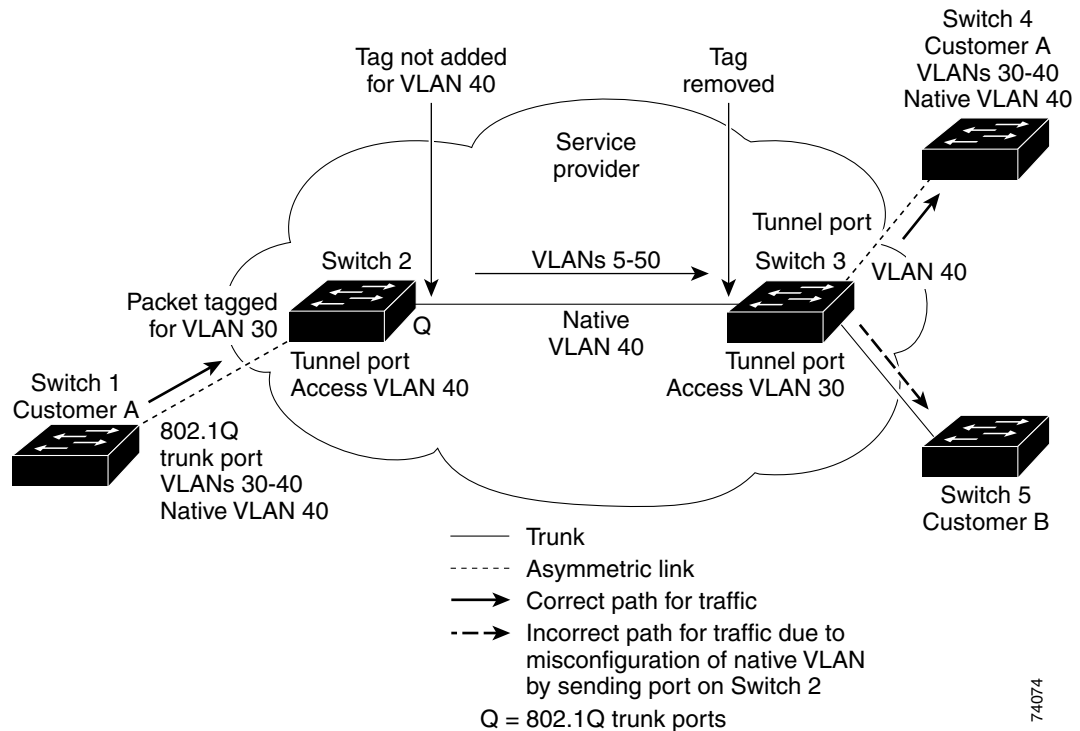 Tag not added
for VLAN 40
Tag
removed
Switch 4
Customer A
VLANs 30-40
Native VLAN 40
Service
provider
Tunnel port
Switch 2
VLANs 5-50
Switch 3
VLAN 40
Packet tagged
for VLAN 30
Q
Native
VLAN 40
Tunnel port
Access VLAN 40
Tunnel port
Access VLAN 30
Switch 1
Customer A
802.1Q
trunk port
VLANs 30-40
Native VLAN 40
Switch 5
Customer B
Trunk
Asymmetric link
Correct path for traffic
Incorrect path for traffic due to
misconfiguration of native VLAN
by sending port on Switch 2
Q = 802.1Q trunk ports
74074